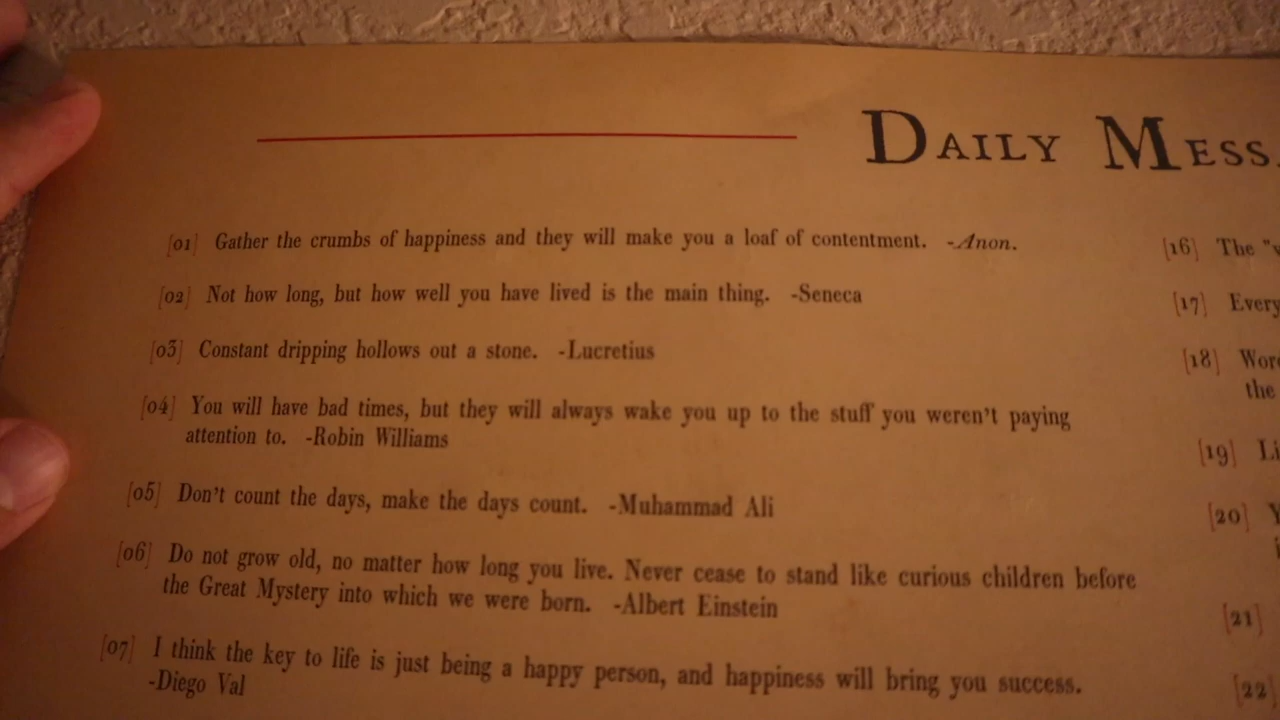 DAILY
[01] Gather the crumbs of happiness and they will make you a loaf of contentment. -Anon.
[02] Not how long, but how well you have lived is the main thing. -Seneca
[03] Constant dripping hollows out a stone. -Lucretius
[04] You will have bad times, but they will always wake you up to the stuff you weren't paying
attention to. -Robin Williams
[05] Don't count the days, make the days count. -Muhammad Ali
[06] Do not grow old, no matter how long you live. Never cease to stand like curious children before
the Great Mystery into which we were born. -Albert Einstein
[07] I think the key to life is just being a happy person, and happiness will bring you success.
-Diego Val
[16] The
[17] Every
[18]
the
[19]
[20]
[21]
[22]